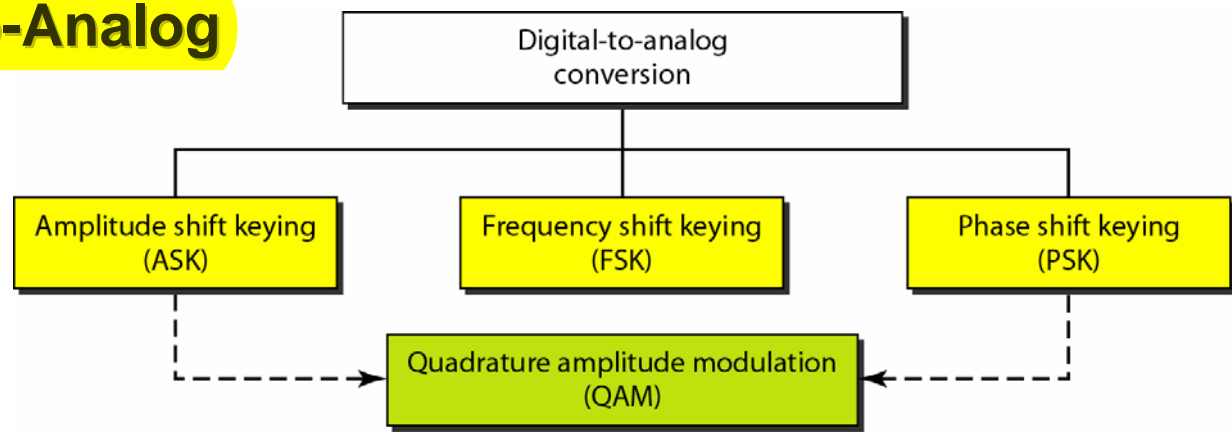 -Analog
Digital-to-analog
conversion
Amplitude shift keying
(ASK)
Frequency shift keying
(FSK)
Phase shift keying
(PSK)
Quadrature amplitude modulation
(QAM)